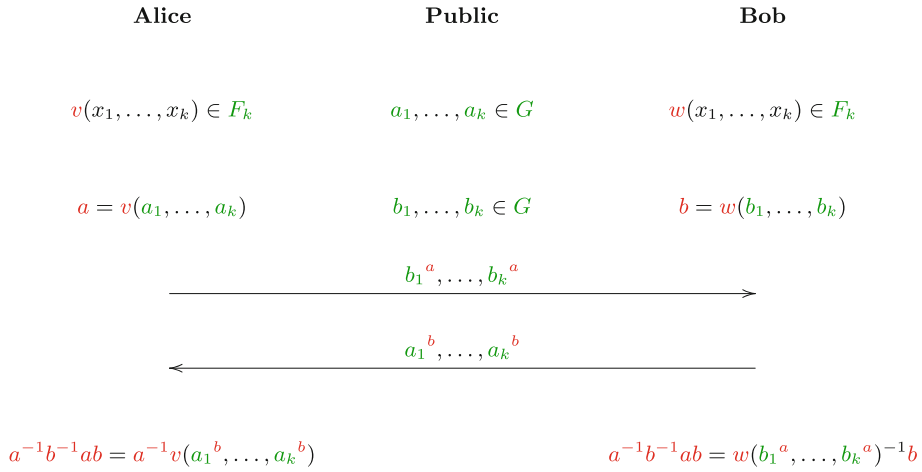 Alice Public Bob
v(x₁, …, xₖ) ∈ Fₖ a₁, …, aₖ ∈ G w(x₁, …, xₖ) ∈ Fₖ
a = v(a₁, …, aₖ) b₁, …, bₖ ∈ G b = w(b₁, …, bₖ)
b₁ᵃ, …, bₖᵃ
a₁ᵇ, …, aₖᵇ
a⁻¹b⁻¹ab = a⁻¹v(a₁ᵇ, …, aₖᵇ) a⁻¹b⁻¹ab = w(b₁ᵃ, …, bₖᵃ)⁻¹b